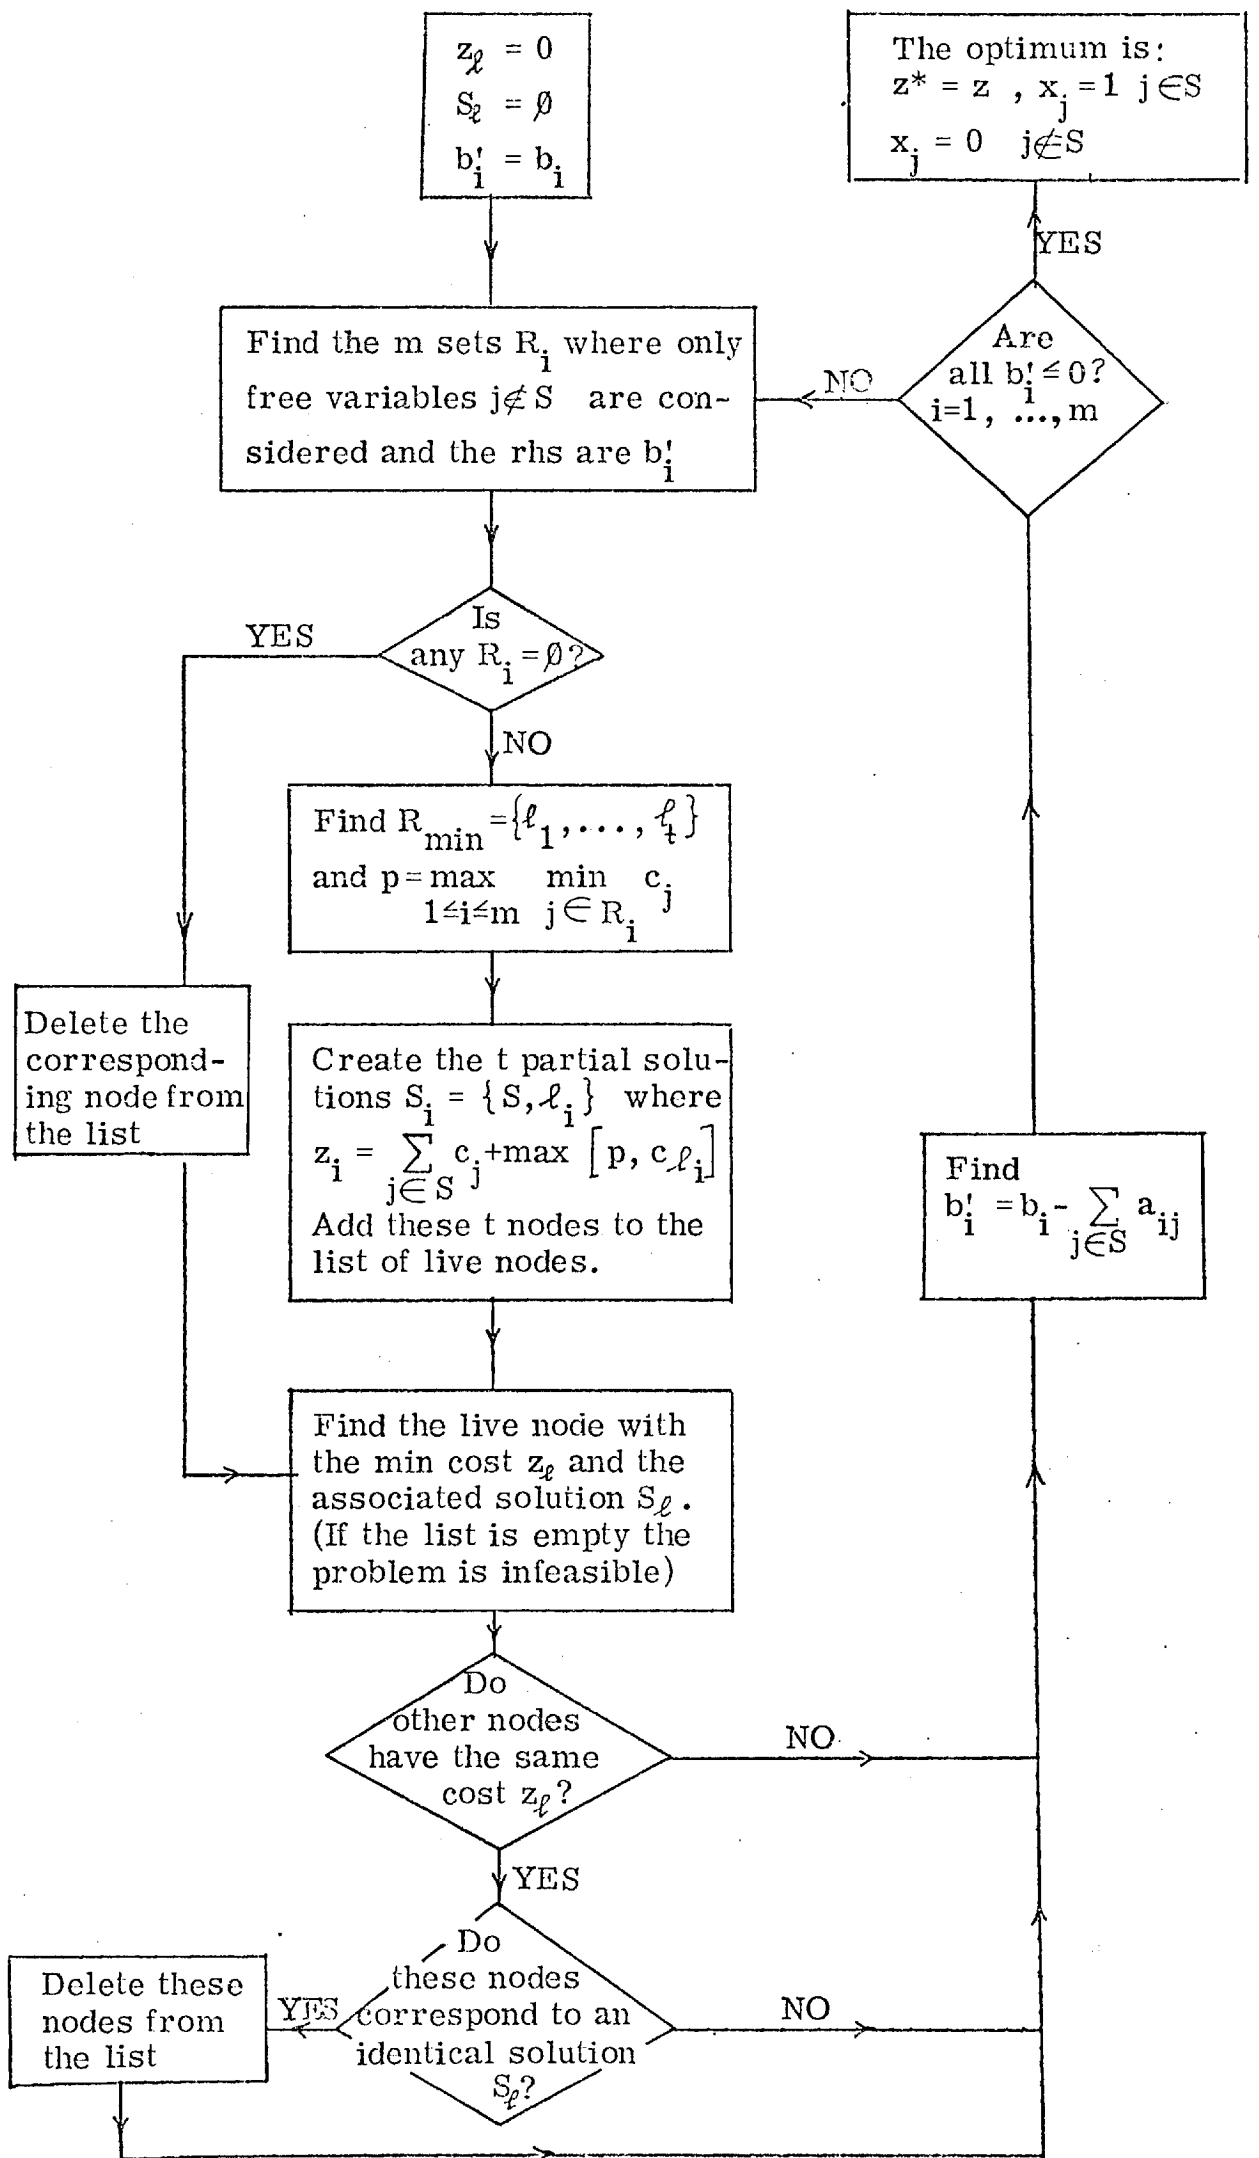 z_ℓ = 0
S_ℓ = ∅
b'_i = b_i
The optimum is:
z* = z , x_j = 1 j∈S
x_j = 0 j∉S
YES
Are
all b'_i ≤ 0?
i=1, ..., m
NO
Find the m sets R_i where only
free variables j∉S are con-
sidered and the rhs are b'_i
Is
any R_i = ∅?
YES
NO
Find R_min = {ℓ_1, ..., ℓ_t}
and p = max min c_j
1≤i≤m j∈R_i
Delete the
correspond-
ing node from
the list
Create the t partial solu-
tions S_i = {S, ℓ_i} where
z_i = ∑ c_j + max [p, c_ℓ_i]
j∈S
Add these t nodes to the
list of live nodes.
Find
b'_i = b_i - ∑ a_ij
j∈S
Find the live node with
the min cost z_ℓ and the
associated solution S_ℓ.
(If the list is empty the
problem is infeasible)
Do
other nodes
have the same
cost z_ℓ?
NO
YES
Do
these nodes
correspond to an
identical solution
S_ℓ?
YES
NO
Delete these
nodes from
the list